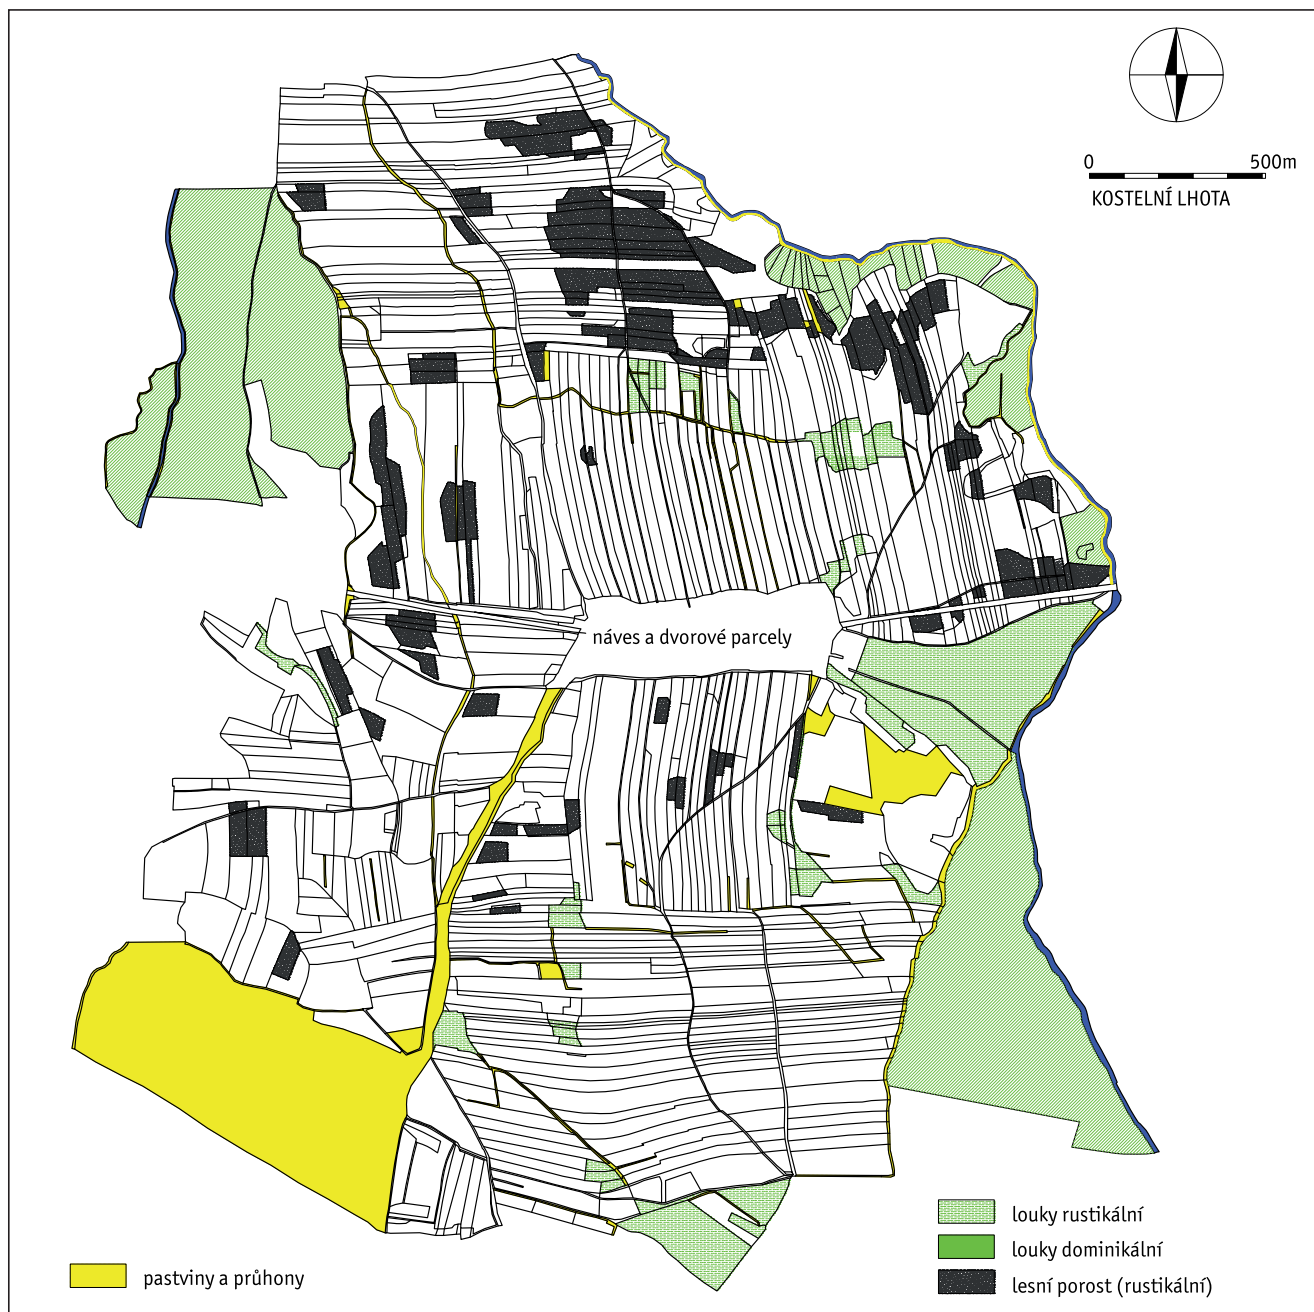 0 500m
KOSTELNÍ LHOTA
náves a dvorové parcely
louky rustikální
louky dominikální
lesní porost (rustikální)
pastviny a průhony